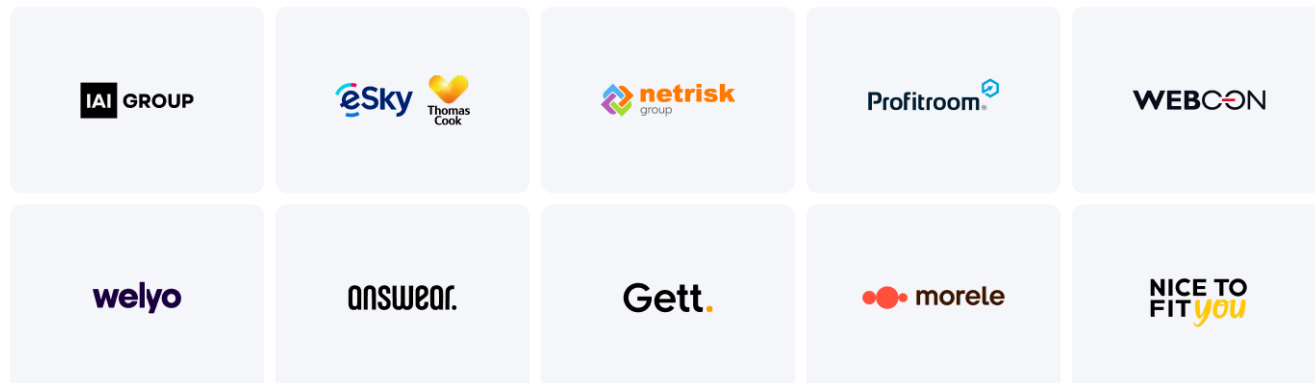 IAI GROUP
eSky Thomas Cook
netrisk group
Profitroom®
WEBCON
welyo
answear.
Gett.
morele
NICE TO
FIT you